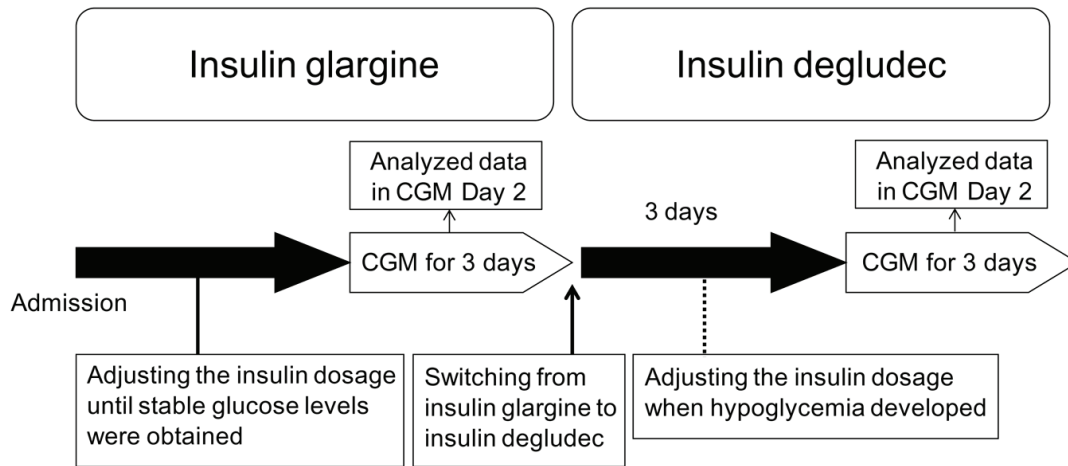 Insulin glargine
Insulin degludec
Analyzed data
in CGM Day 2
Analyzed data
in CGM Day 2
3 days
CGM for 3 days
CGM for 3 days
Admission
Adjusting the insulin dosage
until stable glucose levels
were obtained
Switching from
insulin glargine to
insulin degludec
Adjusting the insulin dosage
when hypoglycemia developed